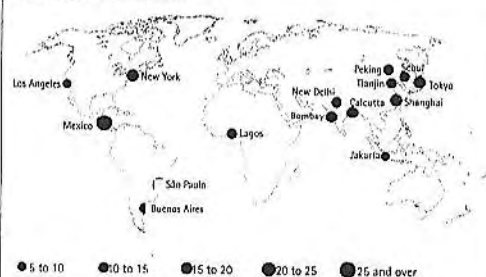 Peking
Seoul
New York
Los Angeles
Tianjin
Tokyo
New Delhi
Calcutta
Shanghai
Mexico
Bombay
Lagos
Jakarta
São Paulo
Buenos Aires
5 to 10
10 to 15
15 to 20
20 to 25
25 and over